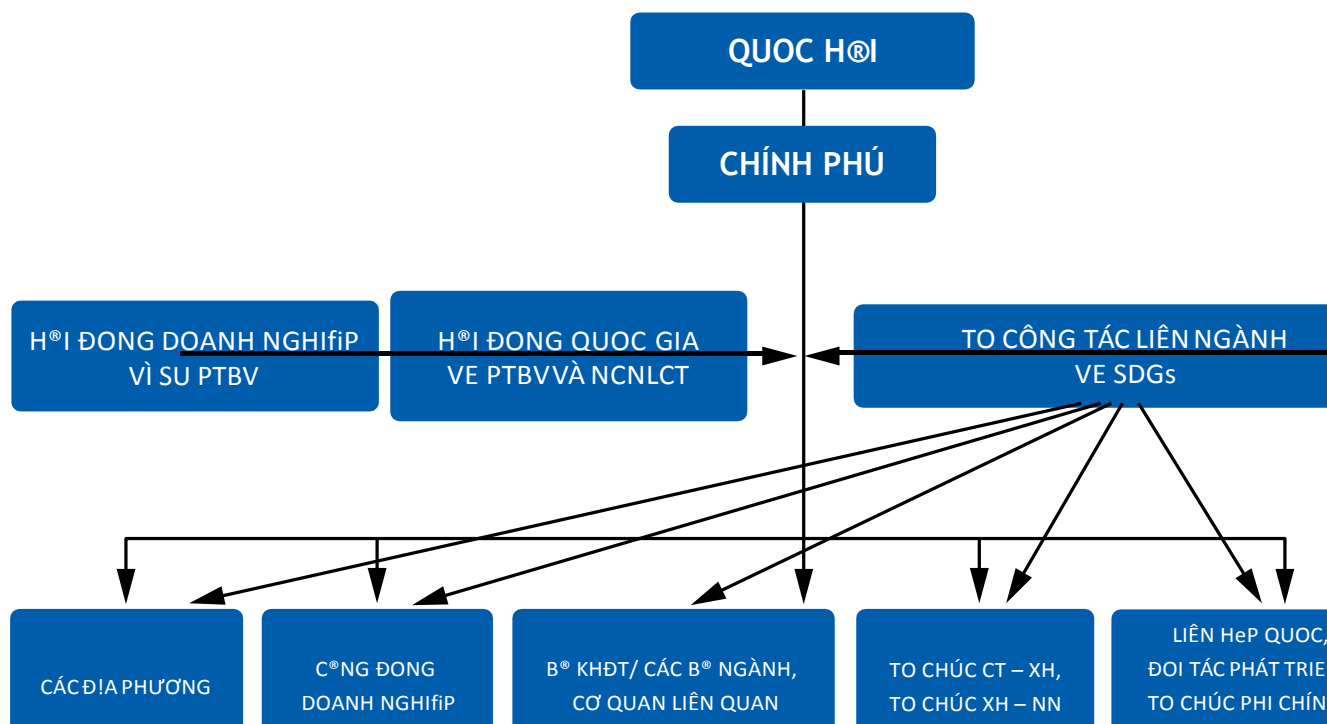 QUOC H®I
CHÍNH PHÚ
H®I ĐONG DOANH NGHIfiP
VÌ SU PTBV
H®I ĐONG QUOC GIA
VE PTBV VÀ NCNLCT
TO CÔNG TÁC LIÊN NGÀNH
VE SDGs
CÁC Đ!A PHƯƠNG
C®NG ĐONG
DOANH NGHIfiP
B® KHĐT/ CÁC B® NGÀNH,
CƠ QUAN LIÊN QUAN
TO CHÚC CT – XH,
TO CHÚC XH – NN
LIÊN HeP QUOC,
ĐOI TÁC PHÁT TRIE
TO CHÚC PHI CHÍN